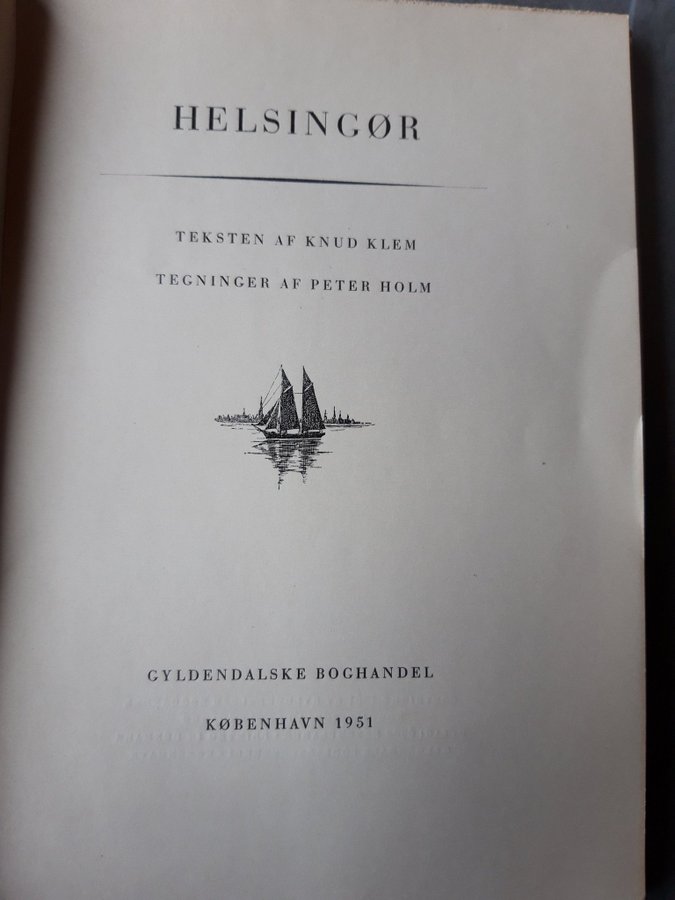 HELSINGØR
TEKSTEN AF KNUD KLEM
TEGNINGER AF PETER HOLM
GYLDENDALSKE BOGHANDEL
KØBENHAVN 1951